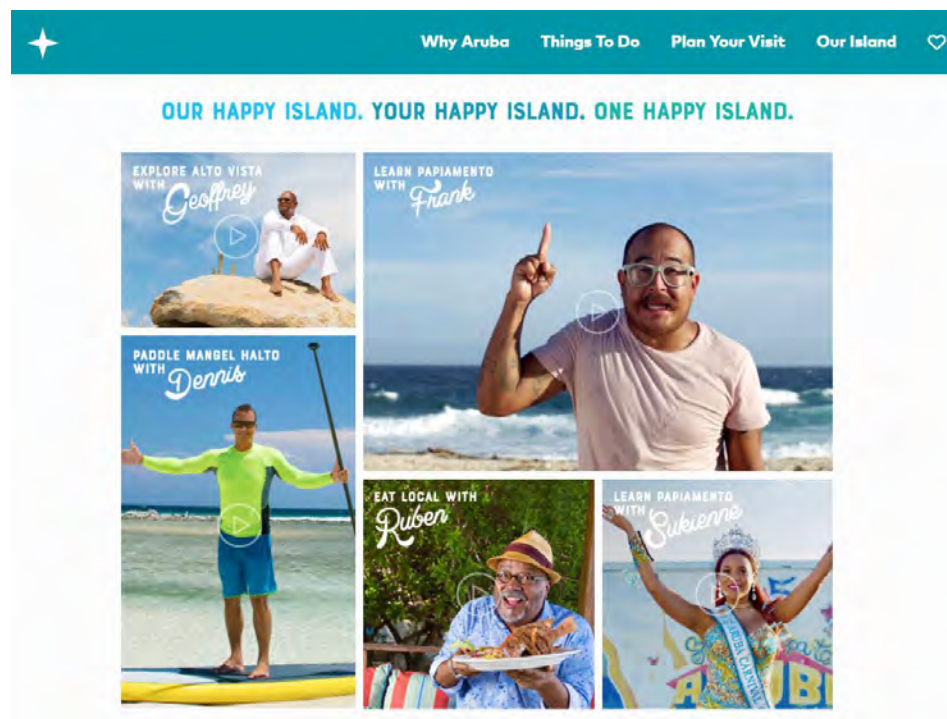 Why Aruba Things To Do Plan Your Visit Our Island
OUR HAPPY ISLAND. YOUR HAPPY ISLAND. ONE HAPPY ISLAND.
EXPLORE ALTO VISTA
WITH Geoffrey
LEARN PAPIAMENTO
WITH Frank
PADDLE MANGEL HALTO
WITH Dennis
EAT LOCAL WITH
Ruben
LEARN PAPIAMENTO
WITH Sukienne
ARUBA CARNIVAL